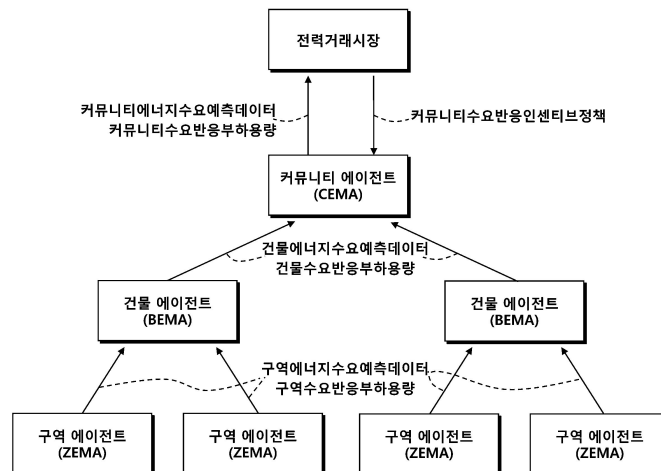 전력거래시장
커뮤니티에너지수요예측데이터
커뮤니티수요반응부하용량
커뮤니티수요반응인센티브정책
커뮤니티 에이전트
(CEMA)
건물에너지수요예측데이터
건물수요반응부하용량
건물 에이전트
(BEMA)
건물 에이전트
(BEMA)
구역에너지수요예측데이터
구역수요반응부하용량
구역 에이전트
(ZEMA)
구역 에이전트
(ZEMA)
구역 에이전트
(ZEMA)
구역 에이전트
(ZEMA)